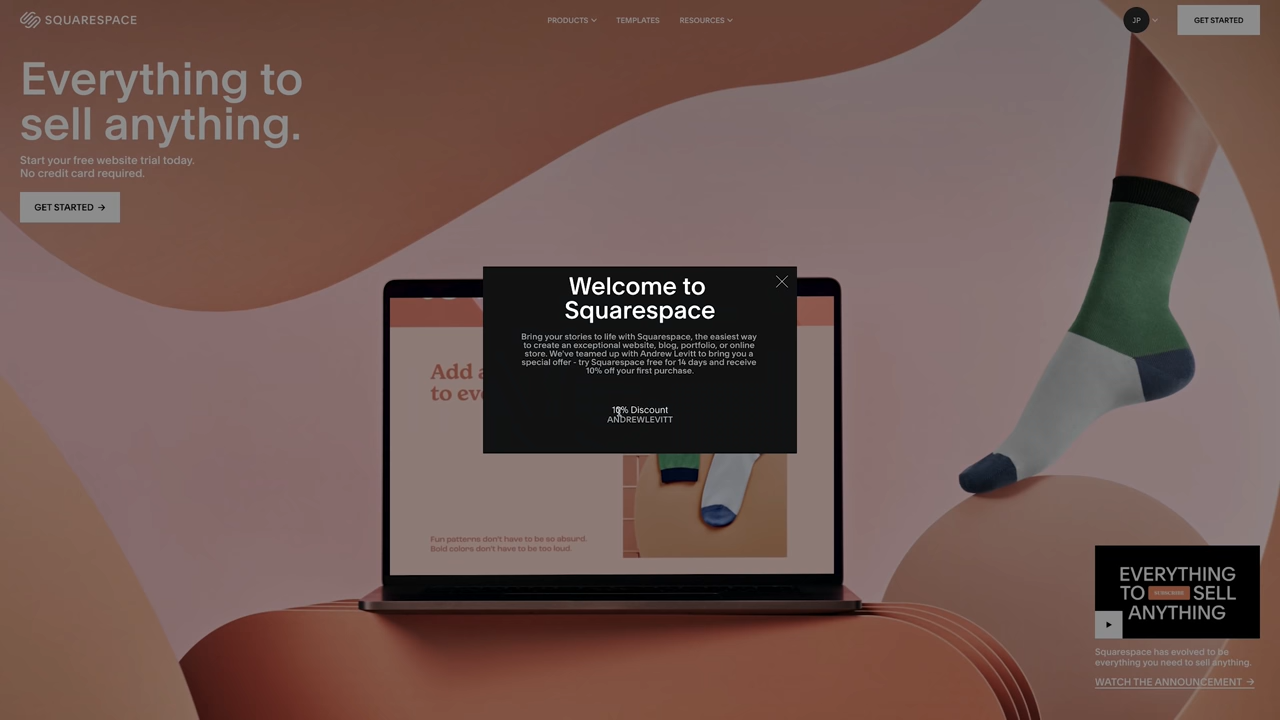 SQUARESPACE
PRODUCTS
TEMPLATES
RESOURCES
JP
GET STARTED
Everything to
sell anything.
Start your free website trial today.
No credit card required.
GET STARTED →
Welcome to
Squarespace
Bring your stories to life with Squarespace, the easiest way
to create an exceptional website, blog, portfolio, or online
store. We've teamed up with Andrew Levitt to bring you a
special offer - try Squarespace free for 14 days and receive
10% off your first purchase.
10% Discount
ANDREWLEVITT
Add a
to ev
Fun patterns don't have to be so absurd.
Bold colors don't have to be too loud.
EVERYTHING
TO SELL
ANYTHING
Squarespace has evolved to be
everything you need to sell anything.
WATCH THE ANNOUNCEMENT →